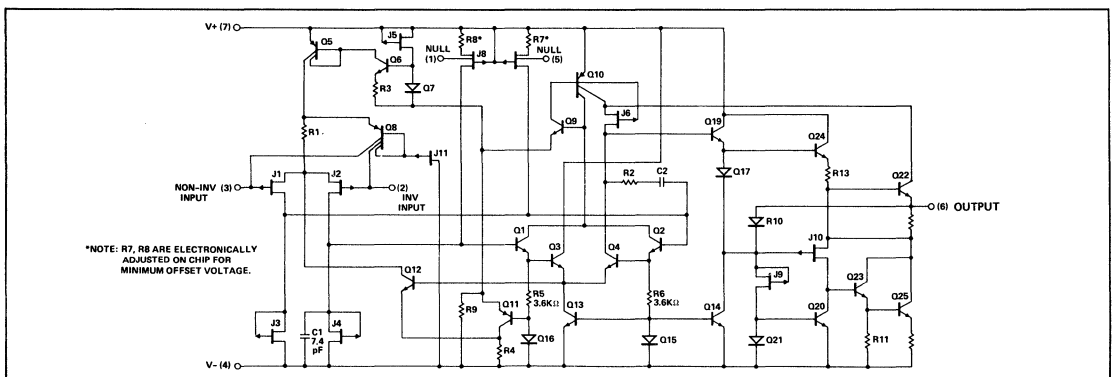 V+ (7)
Q5
J5
R8*
NULL
(1)
J8
R7*
NULL
(5)
Q6
R3
Q7
Q10
J6
Q9
Q19
Q24
R1
Q8
J11
J1
J2
NON-INV (3)
INPUT
(2)
INV
INPUT
R2
C2
Q17
R13
Q22
(6) OUTPUT
R10
J10
*NOTE: R7, R8 ARE ELECTRONICALLY
ADJUSTED ON CHIP FOR
MINIMUM OFFSET VOLTAGE.
Q1
Q3
Q4
Q2
Q12
J9
Q23
J3
C1
7.4
pF
J4
R9
Q11
R5
3.6KΩ
Q13
R6
3.6KΩ
Q14
Q20
Q25
R4
Q16
Q15
Q21
R11
V- (4)